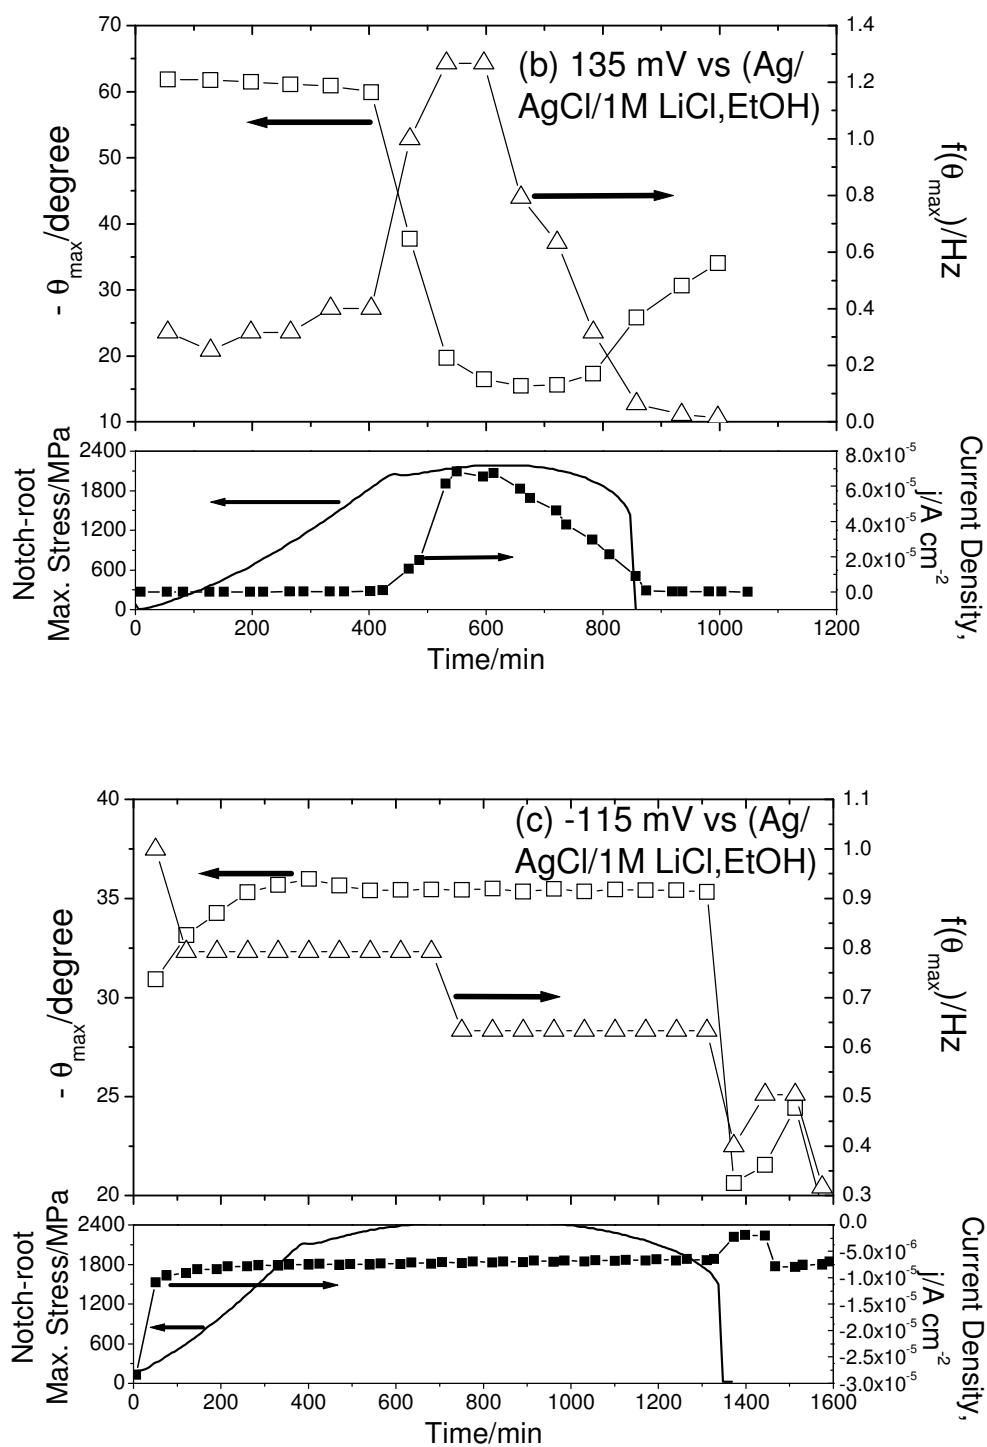 (b) 135 mV vs (Ag/
AgCl/1M LiCl,EtOH)
- θmax/degree
70
60
50
40
30
20
10
f(θmax)/Hz
1.4
1.2
1.0
0.8
0.6
0.4
0.2
0.0
Notch-root
Max. Stress/MPa
2400
1800
1200
600
0
8.0x10-5
6.0x10-5
4.0x10-5
2.0x10-5
0.0
Current Density,
j/A cm-2
0 200 400 600 800 1000 1200
Time/min
(c) -115 mV vs (Ag/
AgCl/1M LiCl,EtOH)
- θmax/degree
40
35
30
25
20
f(θmax)/Hz
1.1
1.0
0.9
0.8
0.7
0.6
0.5
0.4
0.3
Notch-root
Max. Stress/MPa
2400
1800
1200
600
0
0.0
-5.0x10-6
-1.0x10-5
-1.5x10-5
-2.0x10-5
-2.5x10-5
-3.0x10-5
Current Density,
j/A cm-2
0 200 400 600 800 1000 1200 1400 1600
Time/min